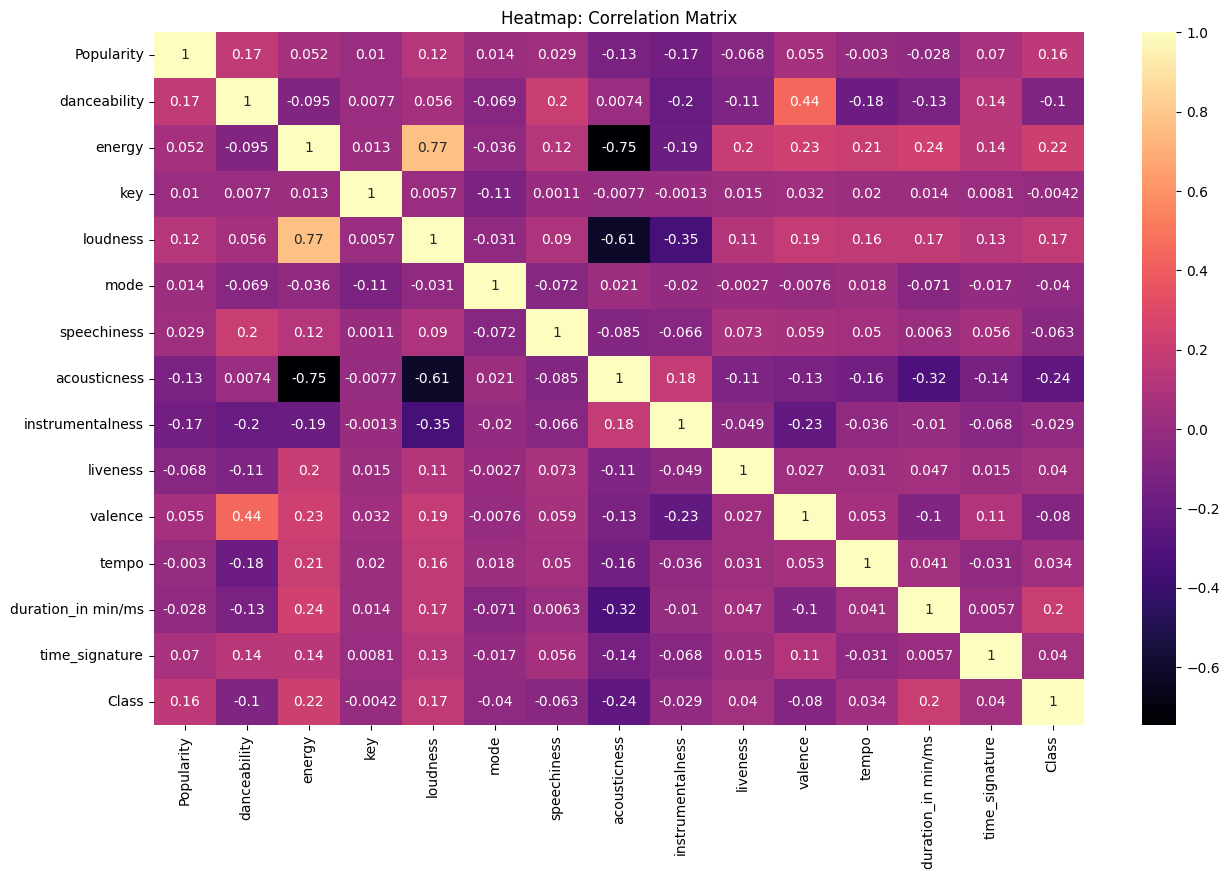 Heatmap: Correlation Matrix
Popularity 1 0.17 0.052 0.01 0.12 0.014 0.029 -0.13 -0.17 -0.068 0.055 -0.003 -0.028 0.07 0.16
danceability 0.17 1 -0.095 0.0077 0.056 -0.069 0.2 0.0074 -0.2 -0.11 0.44 -0.18 -0.13 0.14 -0.1
energy 0.052 -0.095 1 0.013 0.77 -0.036 0.12 -0.75 -0.19 0.2 0.23 0.21 0.24 0.14 0.22
key 0.01 0.0077 0.013 1 0.0057 -0.11 0.0011 -0.0077 -0.0013 0.015 0.032 0.02 0.014 0.0081 -0.0042
loudness 0.12 0.056 0.77 0.0057 1 -0.031 0.09 -0.61 -0.35 0.11 0.19 0.16 0.17 0.13 0.17
mode 0.014 -0.069 -0.036 -0.11 -0.031 1 -0.072 0.021 -0.02 -0.0027 -0.0076 0.018 -0.071 -0.017 -0.04
speechiness 0.029 0.2 0.12 0.0011 0.09 -0.072 1 -0.085 -0.066 0.073 0.059 0.05 0.0063 0.056 -0.063
acousticness -0.13 0.0074 -0.75 -0.0077 -0.61 0.021 -0.085 1 0.18 -0.11 -0.13 -0.16 -0.32 -0.14 -0.24
instrumentalness -0.17 -0.2 -0.19 -0.0013 -0.35 -0.02 -0.066 0.18 1 -0.049 -0.23 -0.036 -0.01 -0.068 -0.029
liveness -0.068 -0.11 0.2 0.015 0.11 -0.0027 0.073 -0.11 -0.049 1 0.027 0.031 0.047 0.015 0.04
valence 0.055 0.44 0.23 0.032 0.19 -0.0076 0.059 -0.13 -0.23 0.027 1 0.053 -0.1 0.11 -0.08
tempo -0.003 -0.18 0.21 0.02 0.16 0.018 0.05 -0.16 -0.036 0.031 0.053 1 0.041 -0.031 0.034
duration_in min/ms -0.028 -0.13 0.24 0.014 0.17 -0.071 0.0063 -0.32 -0.01 0.047 -0.1 0.041 1 0.0057 0.2
time_signature 0.07 0.14 0.14 0.0081 0.13 -0.017 0.056 -0.14 -0.068 0.015 0.11 -0.031 0.0057 1 0.04
Class 0.16 -0.1 0.22 -0.0042 0.17 -0.04 -0.063 -0.24 -0.029 0.04 -0.08 0.034 0.2 0.04 1
Popularity
danceability
energy
key
loudness
mode
speechiness
acousticness
instrumentalness
liveness
valence
tempo
duration_in min/ms
time_signature
Class
1.0
0.8
0.6
0.4
0.2
0.0
−0.2
−0.4
−0.6